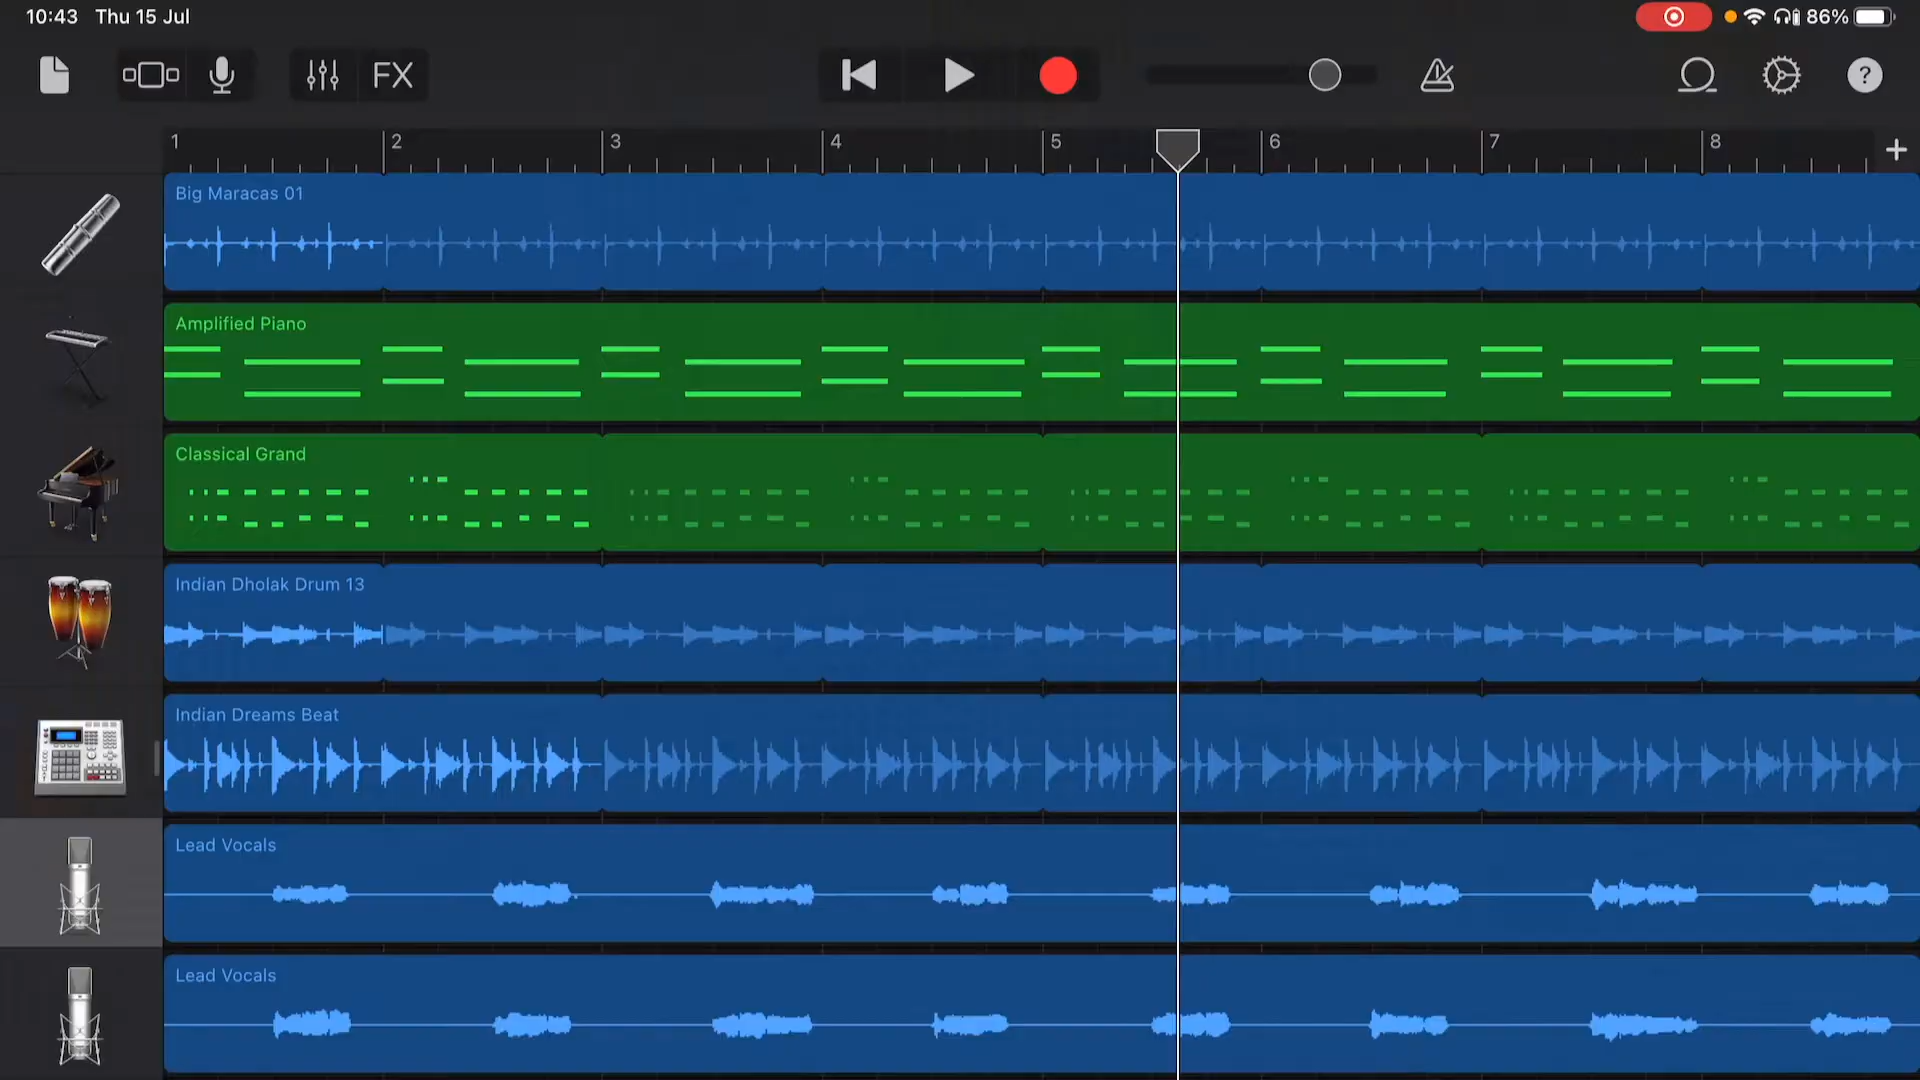 10:43 Thu 15 Jul 86%
FX ?
1 2 3 4 5 6 7 8 +
Big Maracas 01
Amplified Piano
Classical Grand
Indian Dholak Drum 13
Indian Dreams Beat
Lead Vocals
Lead Vocals